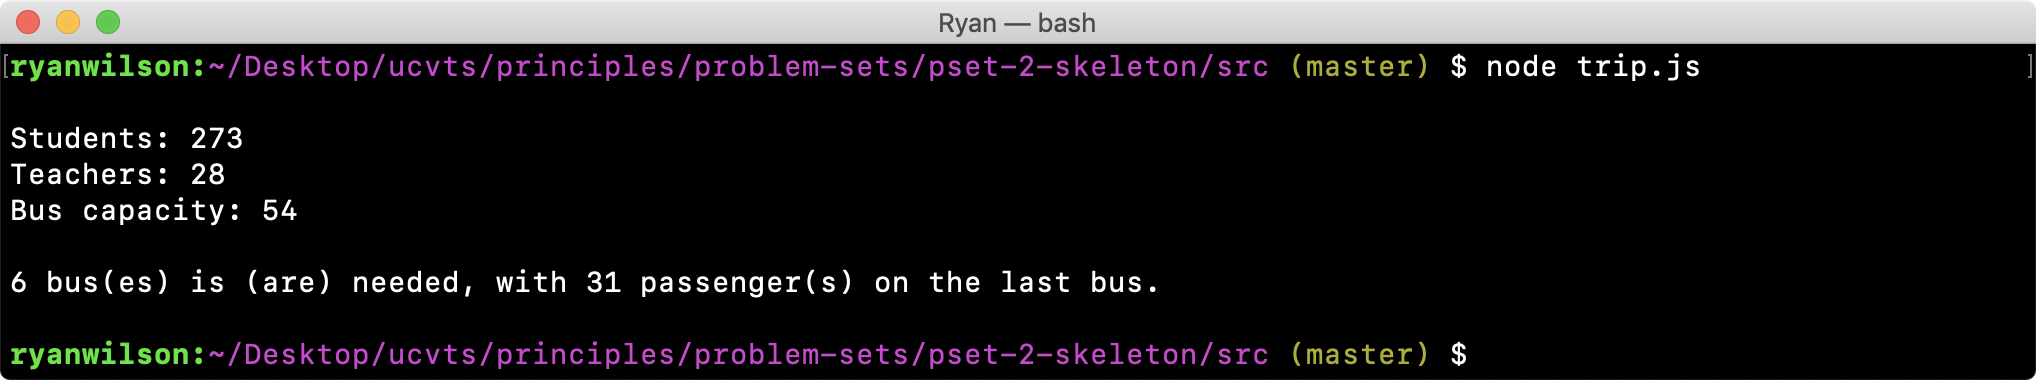 Ryan — bash
[ryanwilson:~/Desktop/ucvts/principles/problem-sets/pset-2-skeleton/src (master) $ node trip.js ]
Students: 273
Teachers: 28
Bus capacity: 54
6 bus(es) is (are) needed, with 31 passenger(s) on the last bus.
ryanwilson:~/Desktop/ucvts/principles/problem-sets/pset-2-skeleton/src (master) $